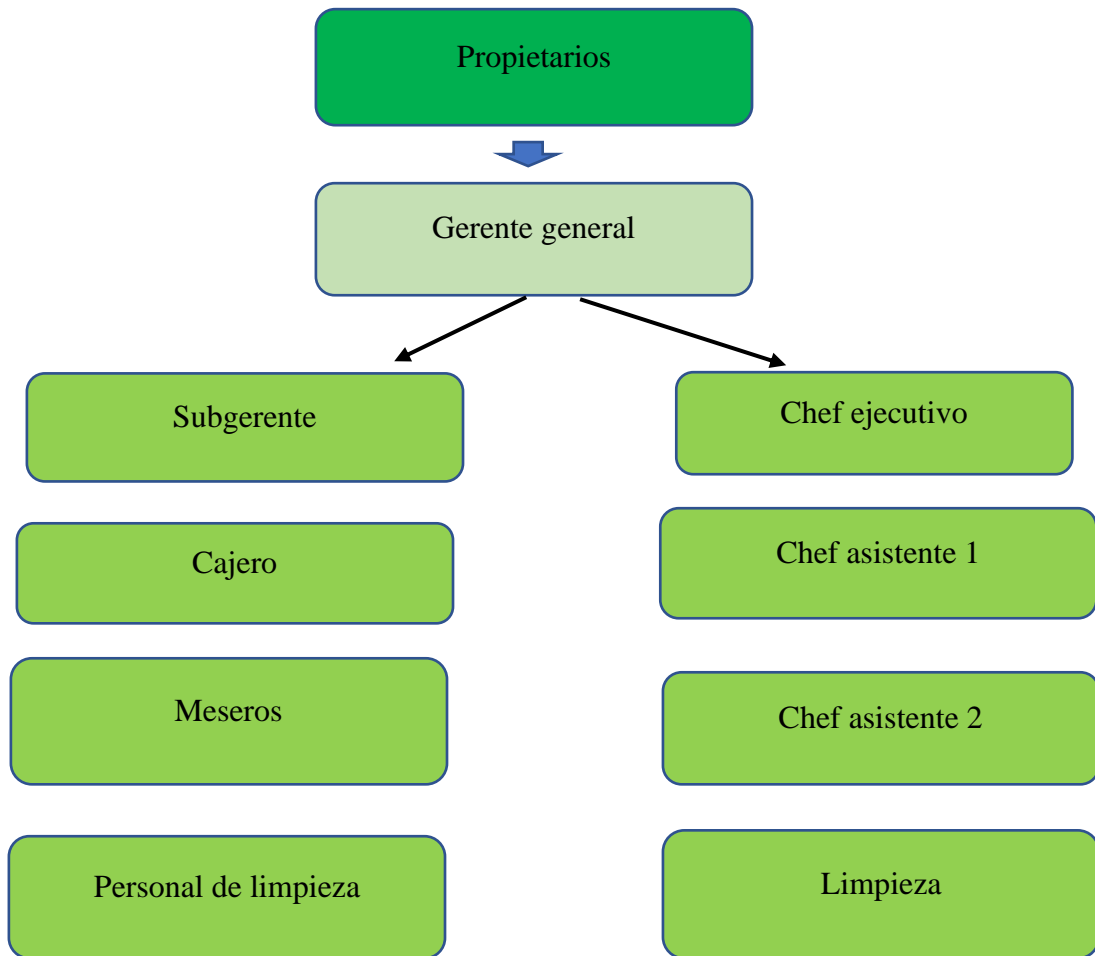 Propietarios
Gerente general
Subgerente
Chef ejecutivo
Cajero
Chef asistente 1
Meseros
Chef asistente 2
Personal de limpieza
Limpieza